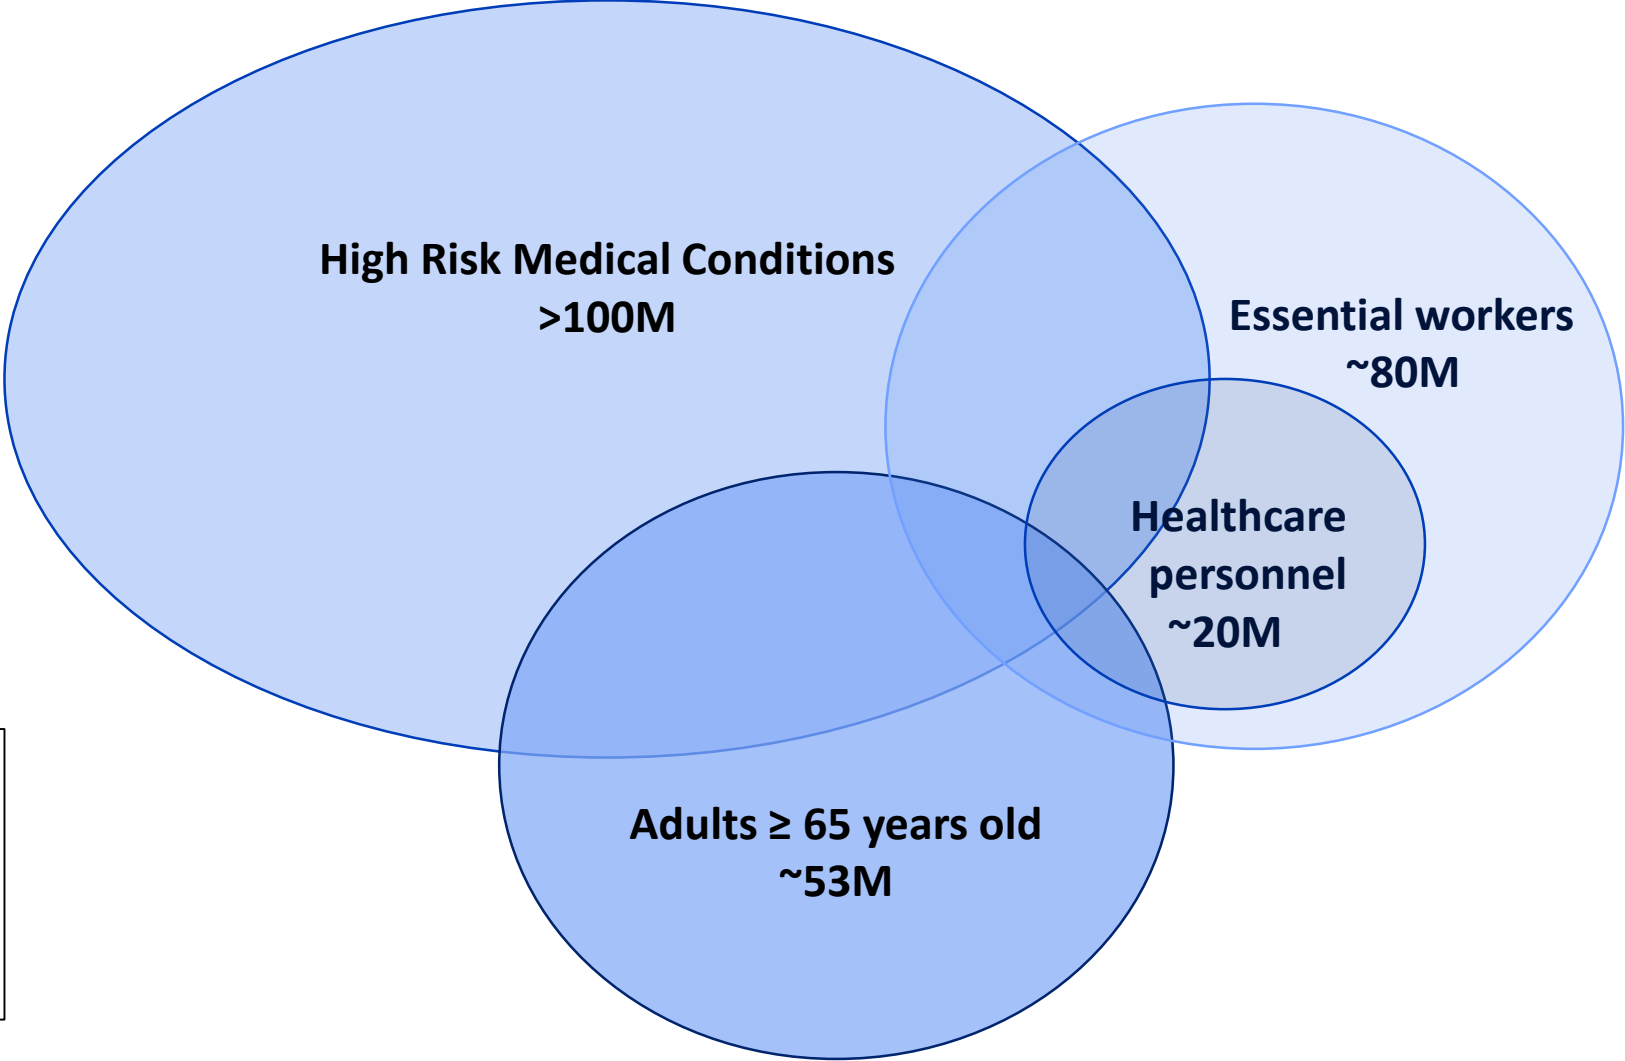 High Risk Medical Conditions
>100M
Essential workers
~80M
Healthcare
personnel
~20M
Adults ≥ 65 years old
~53M